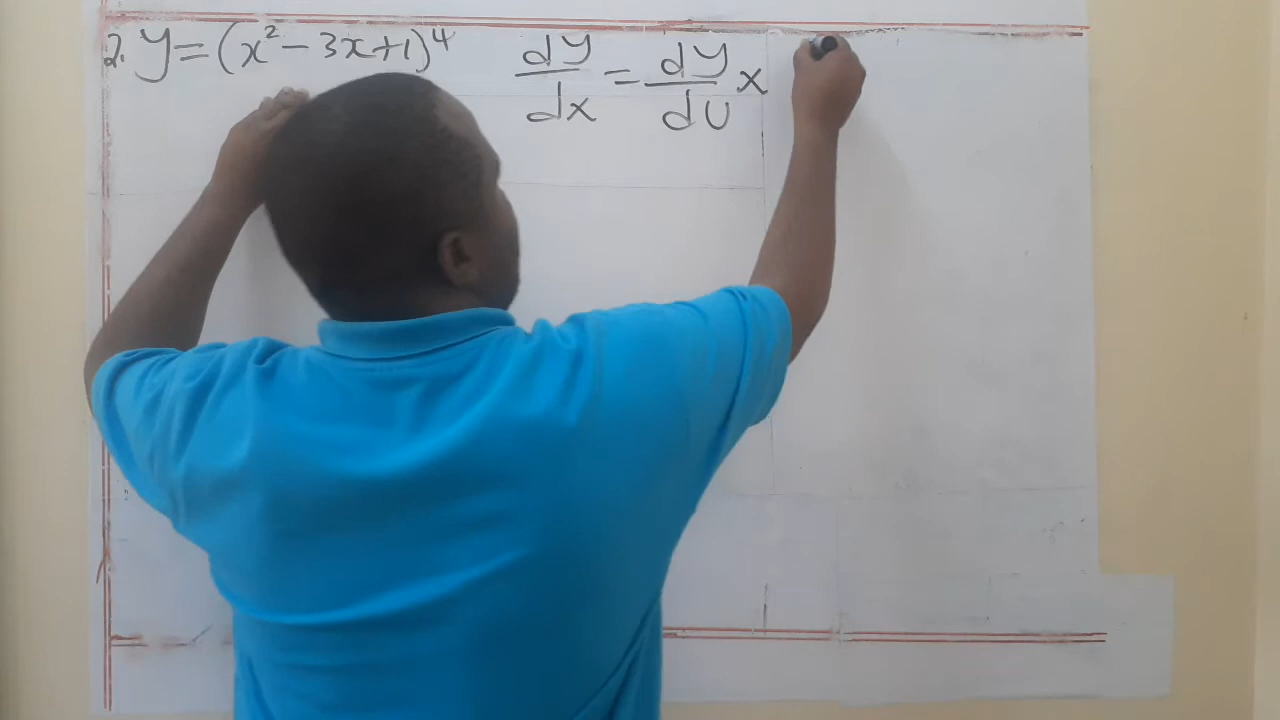 2. y = (x² - 3x + 1)⁴ dy/dx = dy/du ×